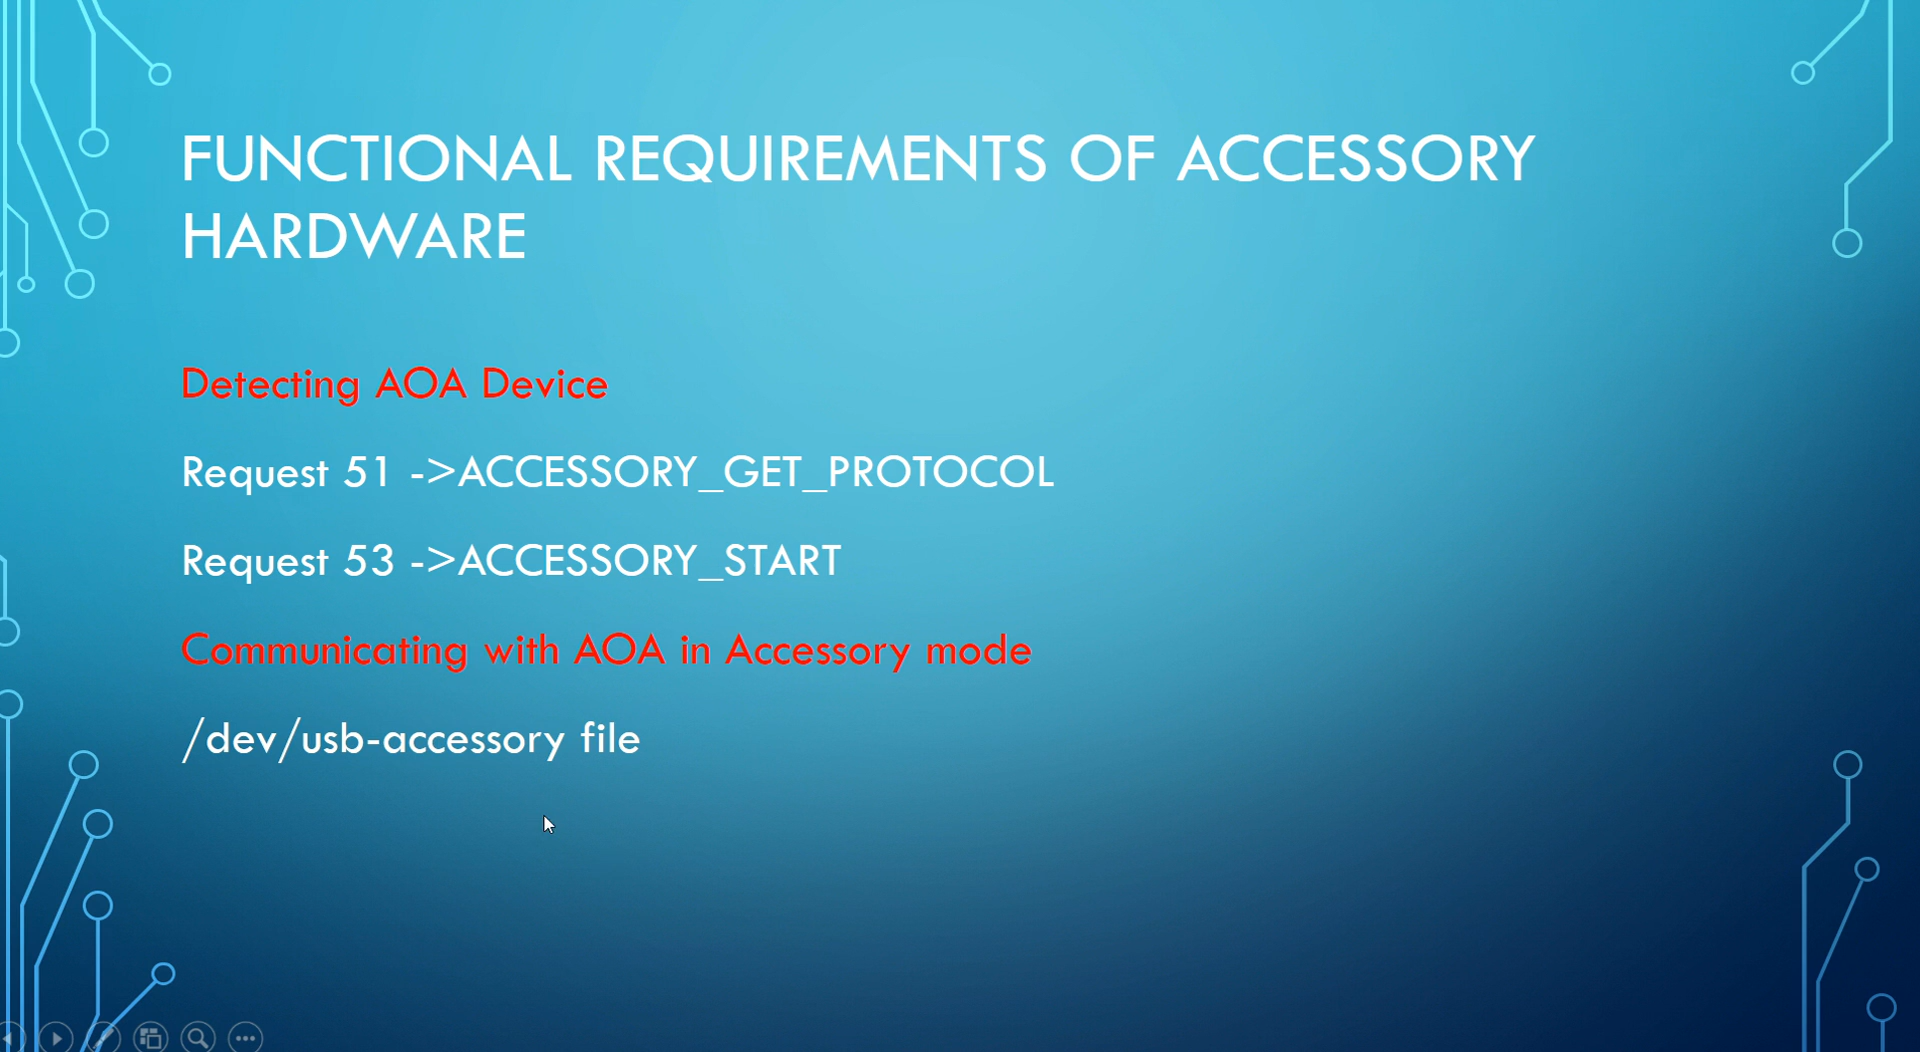 FUNCTIONAL REQUIREMENTS OF ACCESSORY
HARDWARE
Detecting AOA Device
Request 51 ->ACCESSORY_GET_PROTOCOL
Request 53 ->ACCESSORY_START
Communicating with AOA in Accessory mode
/dev/usb-accessory file